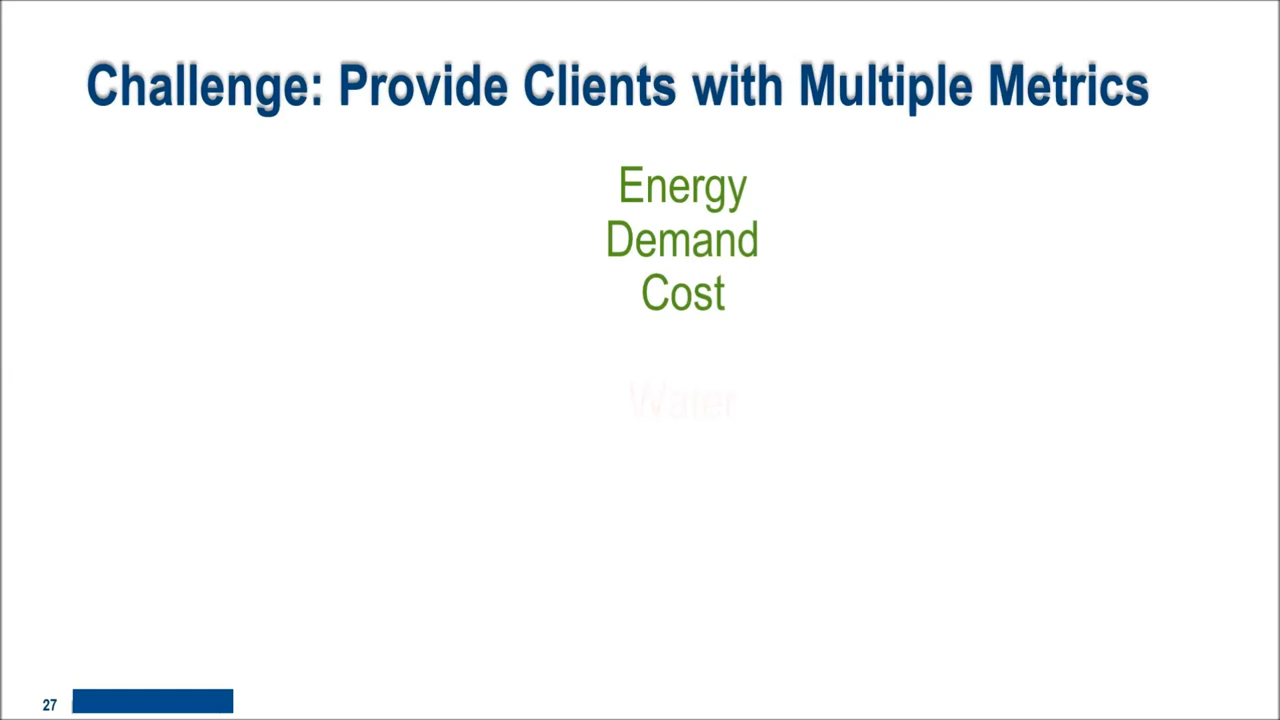 Challenge: Provide Clients with Multiple Metrics
Energy
Demand
Cost
Water
27